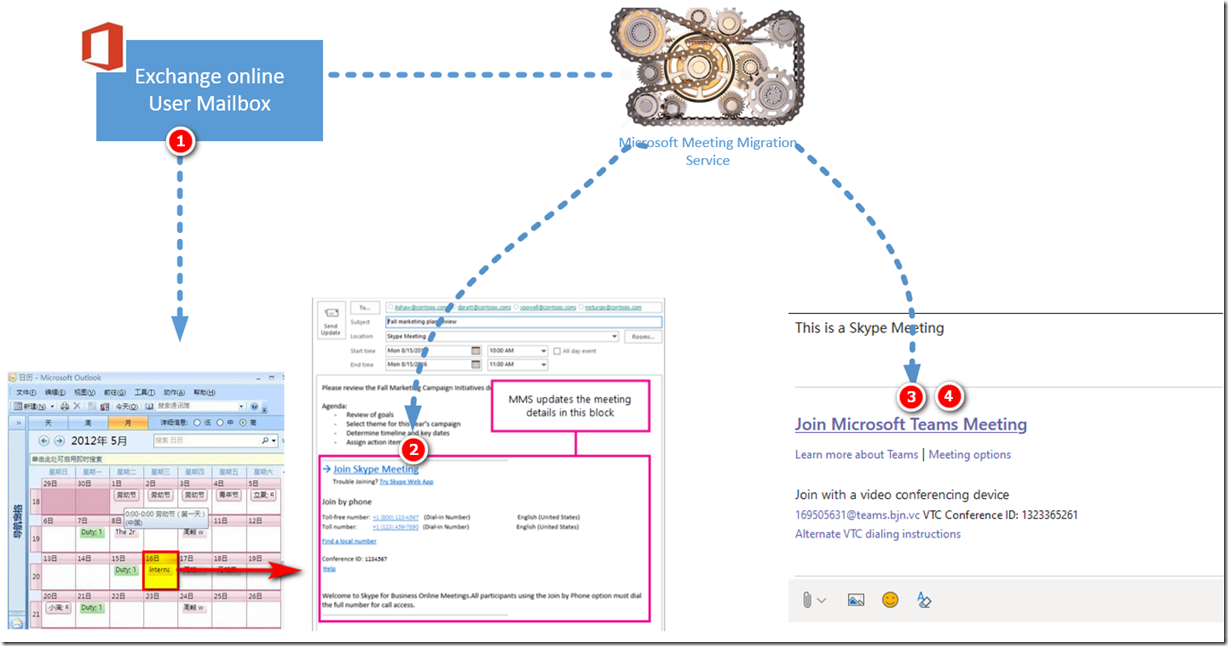 Exchange online
User Mailbox
1
Microsoft Meeting Migration
Service
日历 - Microsoft Outlook
文件(F) 编辑(E) 视图(V) 前往(G) 工具(T) 动作(A) 帮助(H)
新建(N) 今天(O) 搜索通讯簿
天 周 月 详细信息: 低 中 高
2012年 5月 搜索 日历
单击此处可启用即时搜索
导航窗格
星期日 星期一 星期二 星期三 星期四 星期五 星期六
29日 30日 1日 2日 3日 4日 5日
18 劳动节 劳动节 劳动节 青年节 立夏;
0:00-0:00 劳动节（第一天）
(中国)
6日 7日 8日 11日 12日
19 Duty; 1 The 2r 周报 w
13日 14日 15日 16日 17日 18日 19日
20 Duty; 1 Intern
20日 21日 22日 23日 24日 25日 26日
21 小满; Duty; 1 周报 w
Send
Update
To...
Adhaw@contoso.com; dpratt@contoso.com; vpowell@contoso.com; msturge@contoso.com
Subject Fall marketing plan review
Location Skype Meeting Rooms...
Start time Mon 8/15/20 10:00 AM All day event
End time Mon 8/15/2016 11:00 AM
Please review the Fall Marketing Campaign Initiatives
Agenda:
- Review of goals
- Select theme for this year's campaign
- Determine timeline and key dates
- Assign action
MMS updates the meeting
details in this block
2
→ Join Skype Meeting
Trouble Joining? Try Skype Web App
Join by phone
Toll-free number: +1 (800) 123-4567 (Dial-in Number) English (United States)
Toll number: +1 (123) 456-7890 (Dial-in Number) English (United States)
Find a local number
Conference ID: 1234567
Help
Welcome to Skype for Business Online Meetings.All participants using the Join by Phone option must dial
the full number for call access.
This is a Skype Meeting
3 4
Join Microsoft Teams Meeting
Learn more about Teams | Meeting options
Join with a video conferencing device
169505631@teams.bjn.vc VTC Conference ID: 1323365261
Alternate VTC dialing instructions